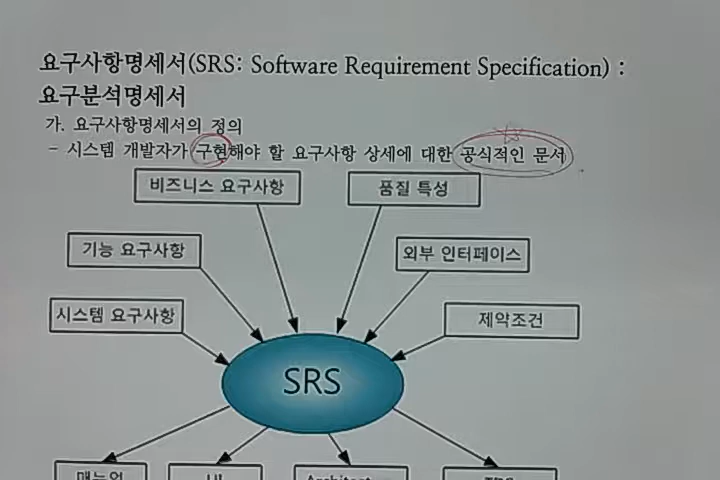 요구사항명세서(SRS: Software Requirement Specification) :
요구분석명세서
가. 요구사항명세서의 정의
- 시스템 개발자가 구현해야 할 요구사항 상세에 대한 공식적인 문서
비즈니스 요구사항
품질 특성
기능 요구사항
외부 인터페이스
시스템 요구사항
제약조건
SRS
매뉴얼
UI